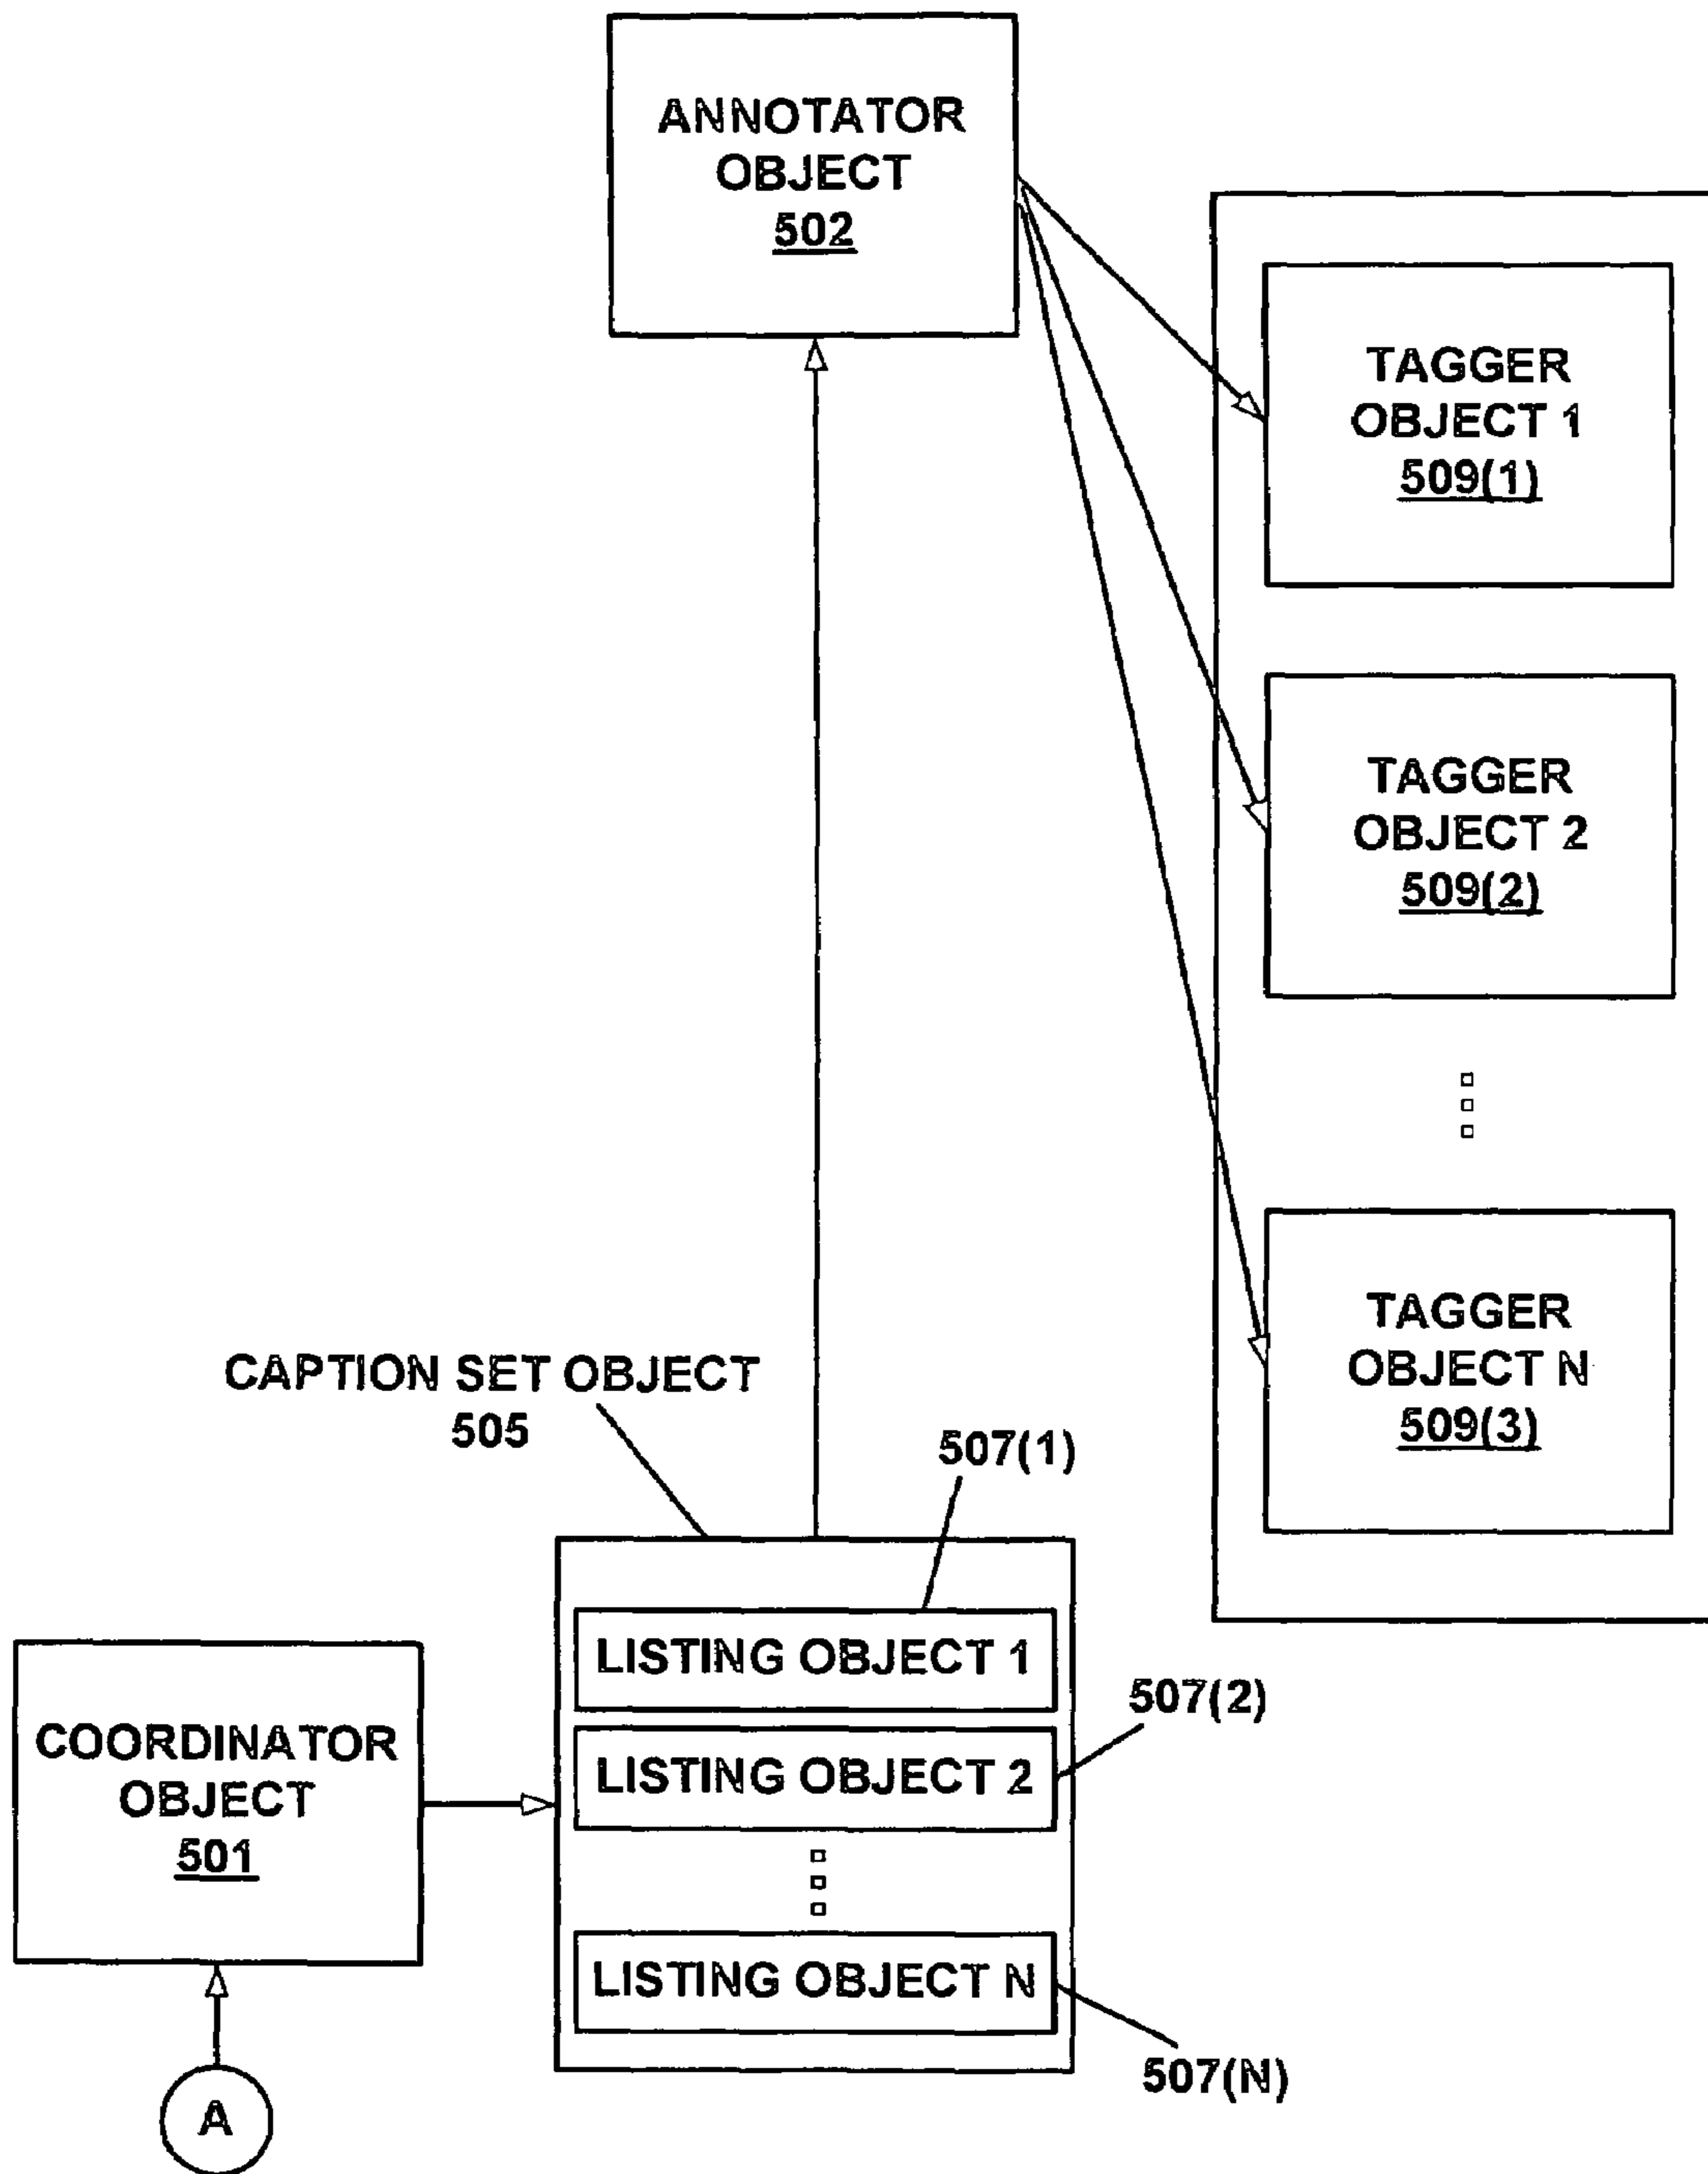 ANNOTATOR
OBJECT
502
TAGGER
OBJECT 1
509(1)
TAGGER
OBJECT 2
509(2)
TAGGER
OBJECT N
509(3)
CAPTION SET OBJECT
505
507(1)
LISTING OBJECT 1
507(2)
LISTING OBJECT 2
LISTING OBJECT N
507(N)
COORDINATOR
OBJECT
501
A